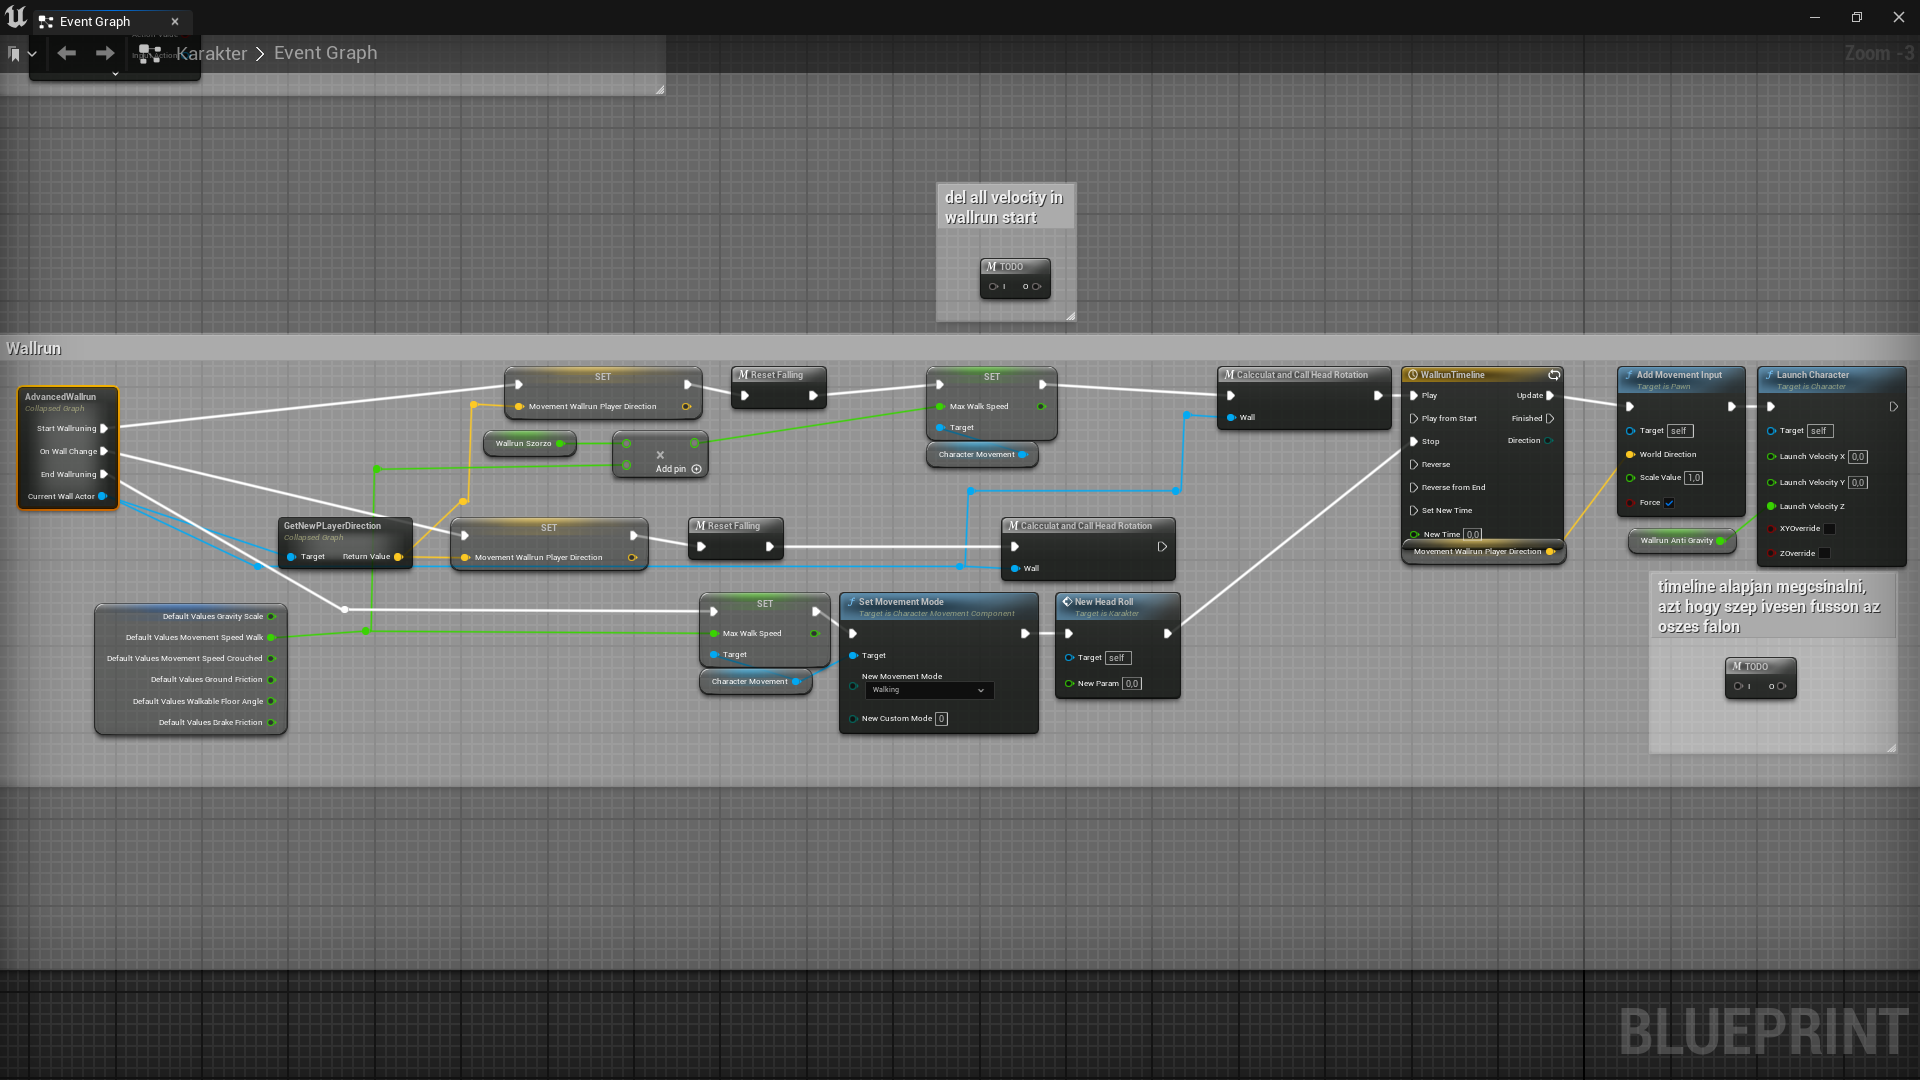 Event Graph
Karakter > Event Graph
Zoom -3
del all velocity in
wallrun start
TODO
I O
Wallrun
AdvancedWallrun
Collapsed Graph
Start Wallruning
On Wall Change
End Wallruning
Current Wall Actor
SET
Movement Wallrun Player Direction
Reset Falling
Wallrun Szorzo
Add pin
SET
Max Walk Speed
Target
Character Movement
Calcculat and Call Head Rotation
Wall
WallrunTimeline
Play Update
Play from Start Finished
Stop Direction
Reverse
Reverse from End
Set New Time
New Time 0,0
Movement Wallrun Player Direction
Add Movement Input
Target is Pawn
Target self
World Direction
Scale Value 1,0
Force
Wallrun Anti Gravity
Launch Character
Target is Character
Target self
Launch Velocity X 0,0
Launch Velocity Y 0,0
Launch Velocity Z
XYOverride
ZOverride
GetNewPLayerDirection
Collapsed Graph
Target Return Value
SET
Movement Wallrun Player Direction
Reset Falling
Calcculat and Call Head Rotation
Wall
Default Values Gravity Scale
Default Values Movement Speed Walk
Default Values Movement Speed Crouched
Default Values Ground Friction
Default Values Walkable Floor Angle
Default Values Brake Friction
SET
Max Walk Speed
Target
Character Movement
Set Movement Mode
Target is Character Movement Component
Target
New Movement Mode
Walking
New Custom Mode 0
New Head Roll
Target is Karakter
Target self
New Param 0,0
timeline alapjan megcsinalni,
azt hogy szep ivesen fusson az
oszes falon
TODO
I O
BLUEPRINT